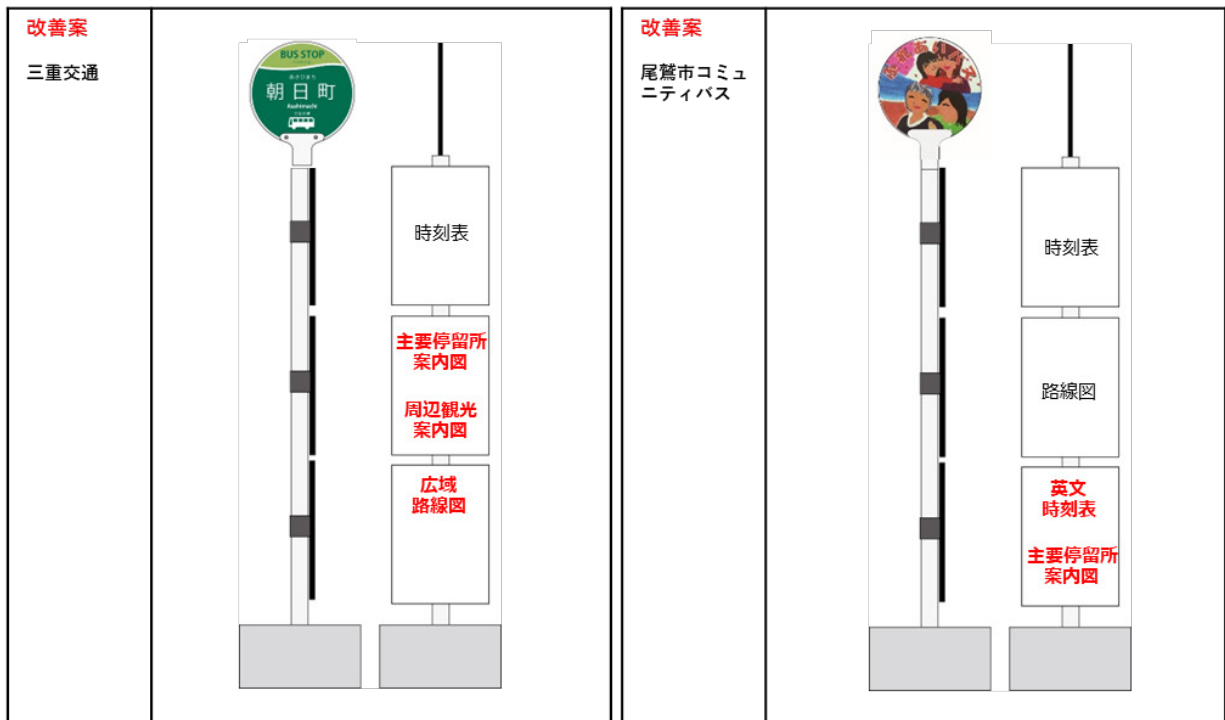 改善案
三重交通
BUS STOP
あさひまち
朝日町
Asahimachi
時刻表
主要停留所
案内図
周辺観光
案内図
広域
路線図
改善案
尾鷲市コミュ
ニティバス
時刻表
路線図
英文
時刻表
主要停留所
案内図